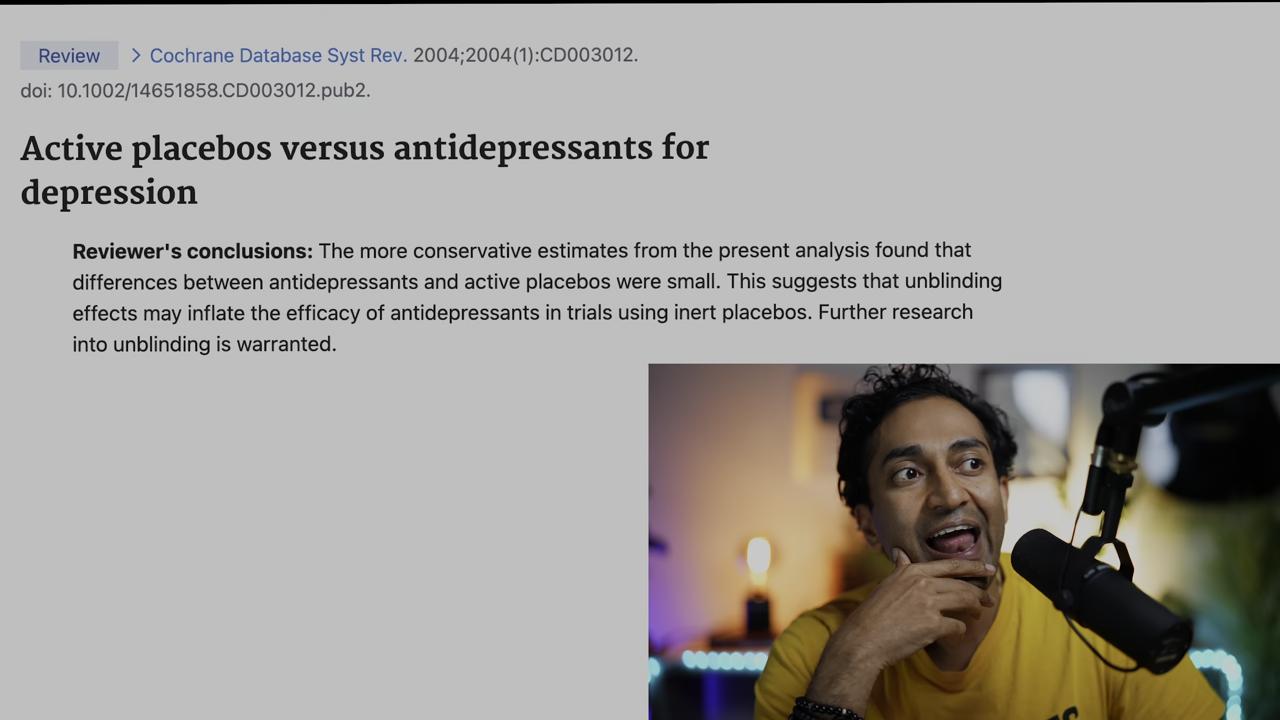 Review > Cochrane Database Syst Rev. 2004;2004(1):CD003012.
doi: 10.1002/14651858.CD003012.pub2.
Active placebos versus antidepressants for
depression
Reviewer's conclusions: The more conservative estimates from the present analysis found that
differences between antidepressants and active placebos were small. This suggests that unblinding
effects may inflate the efficacy of antidepressants in trials using inert placebos. Further research
into unblinding is warranted.